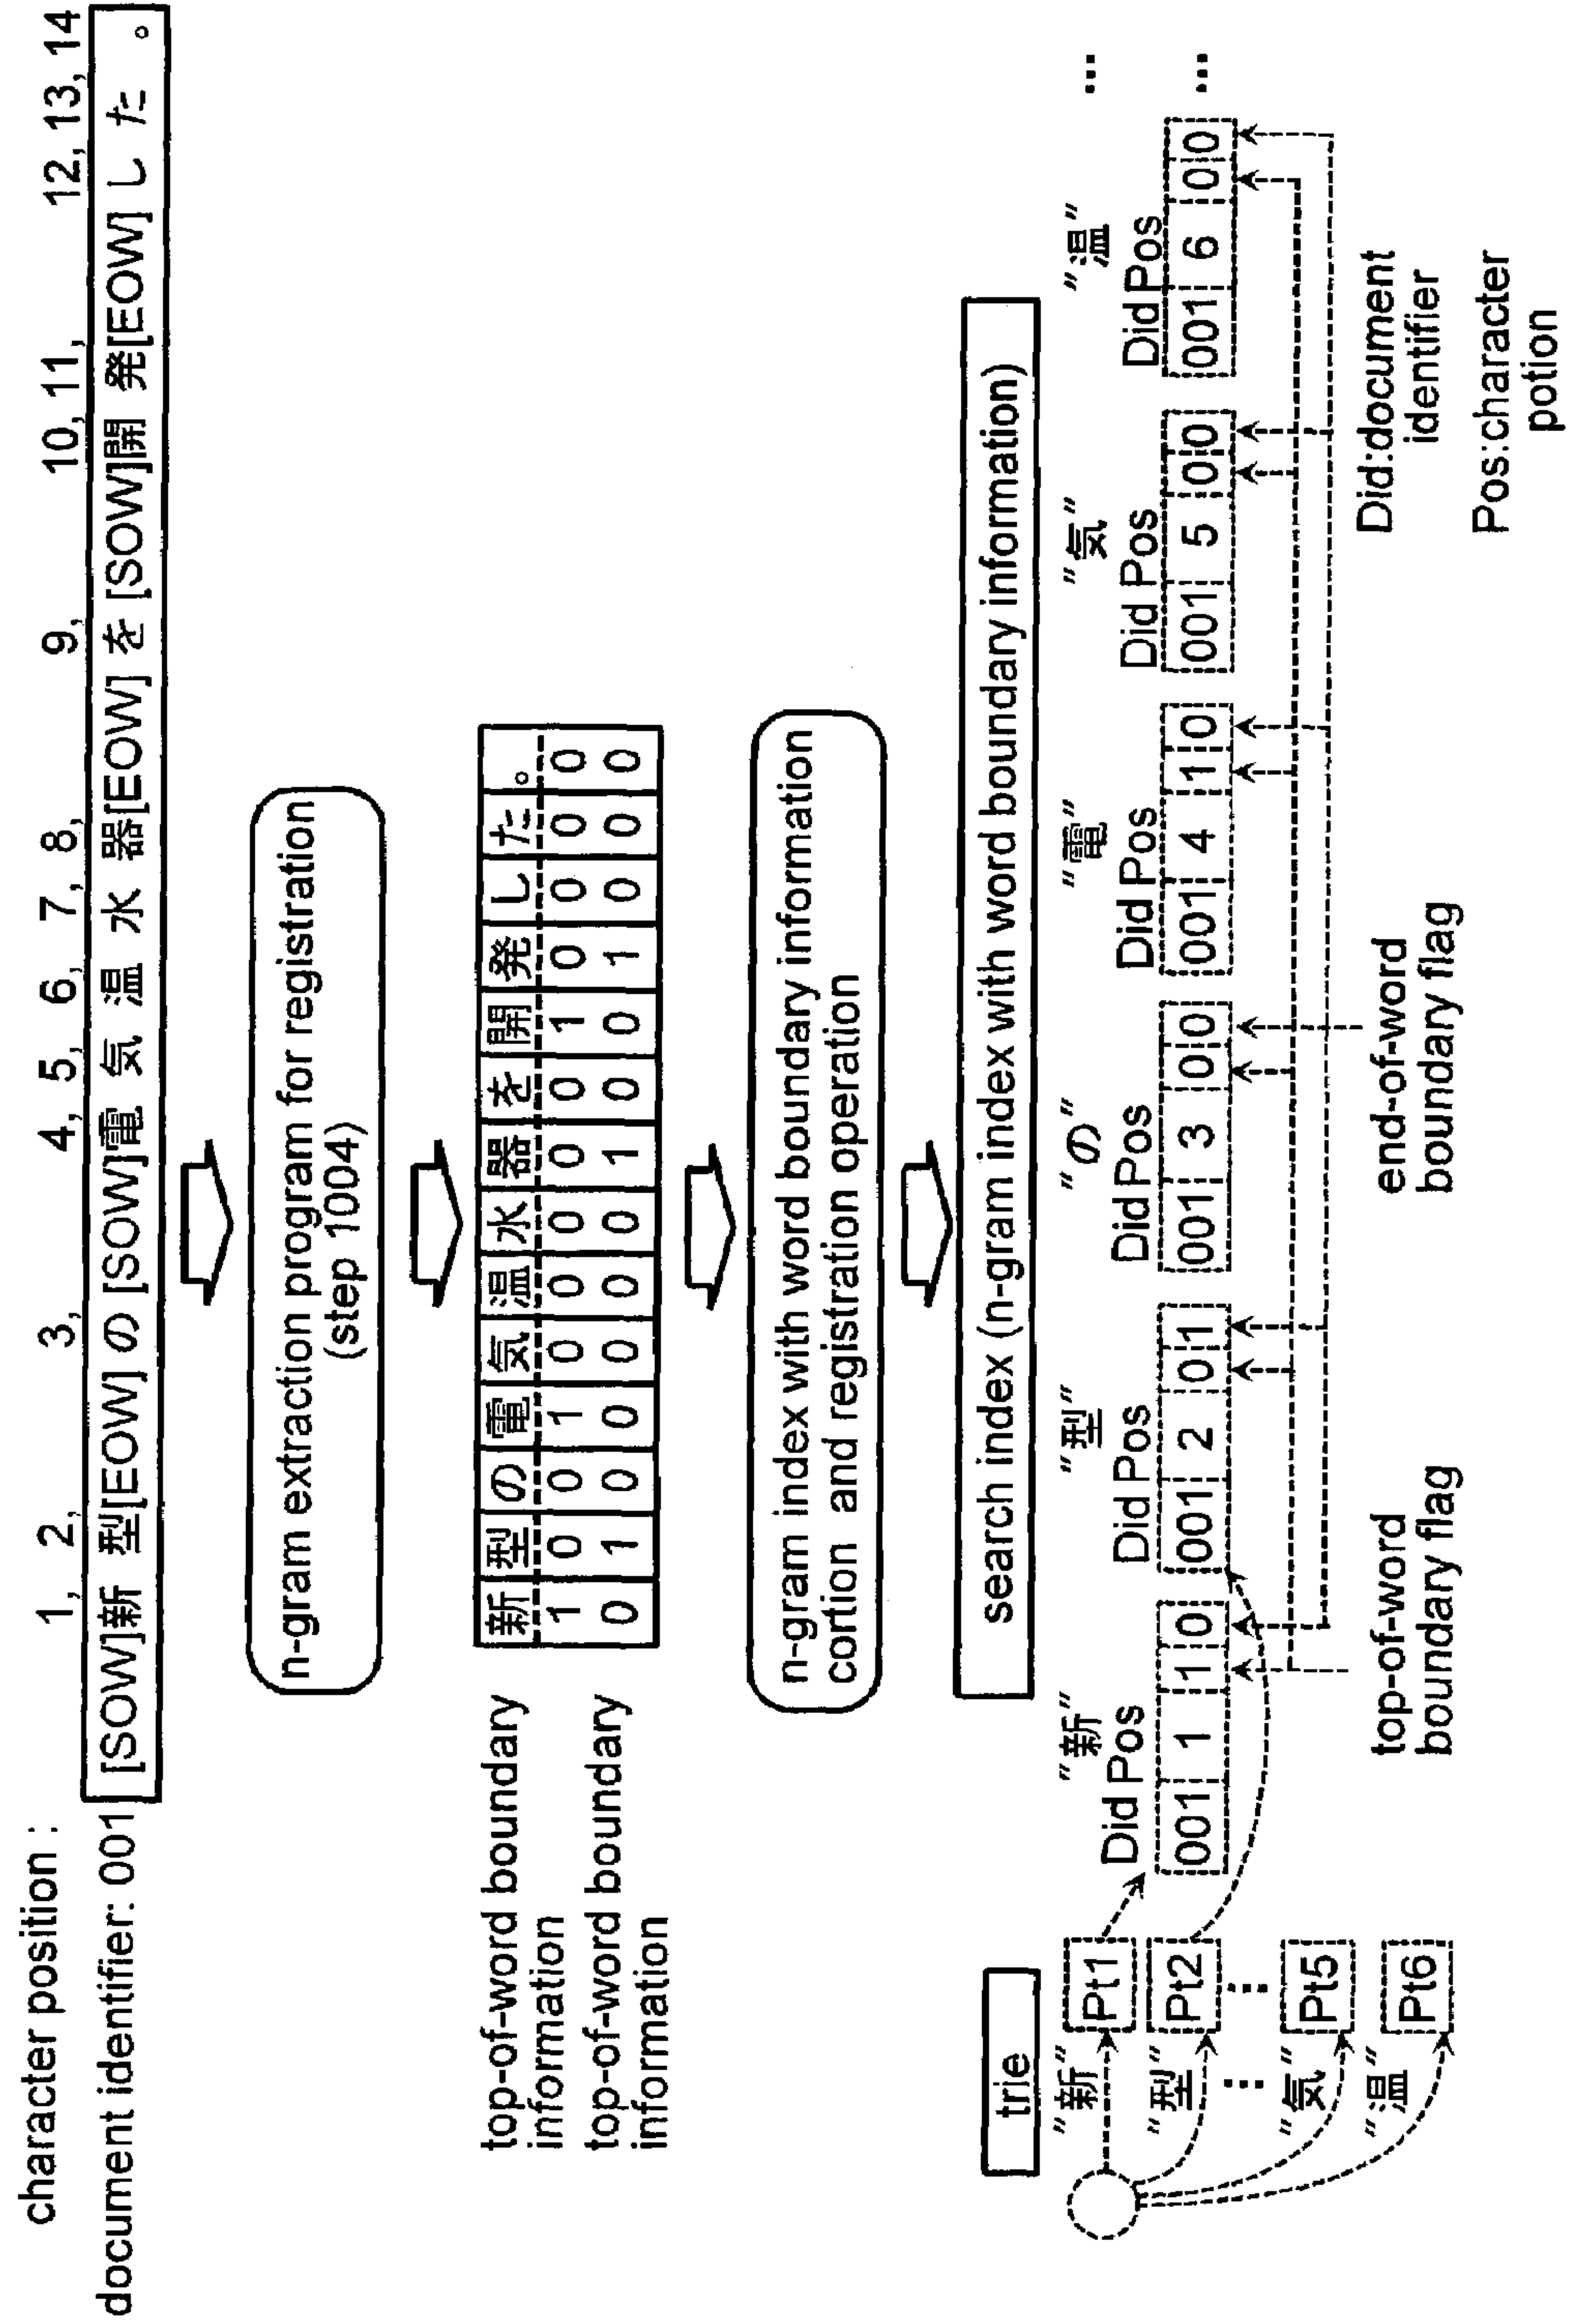 character position :
1, 2, 3, 4, 5, 6, 7, 8, 9, 10, 11, 12, 13, 14
document identifier: 001 [SOW]新 型[EOW] の [SOW]電 気 温 水 器[EOW] を [SOW]開 発[EOW] し た 。
n-gram extraction program for registration
(step 1004)
新 型 の 電 気 温 水 器 を 開 発 し た 。
top-of-word boundary information 1 0 0 1 0 0 0 0 0 1 0 0 0 0
top-of-word boundary information 0 1 0 0 0 0 0 1 0 0 1 0 0 0
n-gram index with word boundary information
cortion and registration operation
trie
search index (n-gram index with word boundary information)
"新" Pt1
"型" Pt2
⋮ ⋮
"気" Pt5
"温" Pt6
"新" "型" "の" "電" "気" "温" ...
Did Pos Did Pos Did Pos Did Pos Did Pos Did Pos
001 1 1 0 001 2 0 1 001 3 0 0 001 4 1 0 001 5 0 0 001 6 0 0 ...
top-of-word
boundary flag
end-of-word
boundary flag
Did:document
identifier
Pos:character
potion